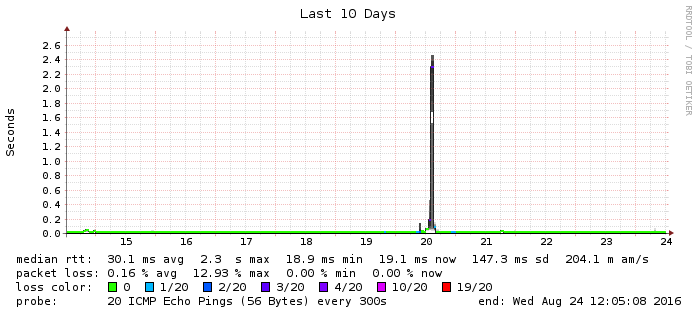 Last 10 Days
RRDTOOL / TOBI OETIKER
Seconds
2.6
2.4
2.2
2.0
1.8
1.6
1.4
1.2
1.0
0.8
0.6
0.4
0.2
0.0
15 16 17 18 19 20 21 22 23 24
median rtt: 30.1 ms avg 2.3 s max 18.9 ms min 19.1 ms now 147.3 ms sd 204.1 m am/s
packet loss: 0.16 % avg 12.93 % max 0.00 % min 0.00 % now
loss color: 0 1/20 2/20 3/20 4/20 10/20 19/20
probe: 20 ICMP Echo Pings (56 Bytes) every 300s end: Wed Aug 24 12:05:08 2016